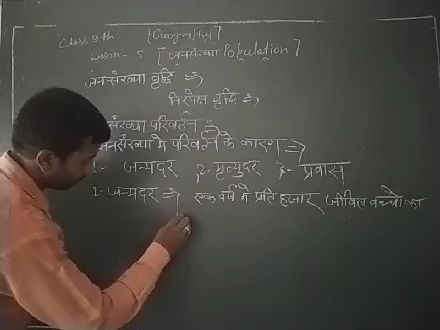 Class 9th [Geography]
Lesson-5 [जनसंख्या Population]
जनसंख्या वृद्धि ⇒
निरपेक्ष वृद्धि ⇒
संख्या परिवर्तन ⇒
जनसंख्या मे परिवर्तन के कारण ⇒
1- जन्मदर 2- मृत्युदर 3- प्रवास
1- जन्मदर ⇒ एक वर्ष मे प्रति हजार जीवित बच्चों का